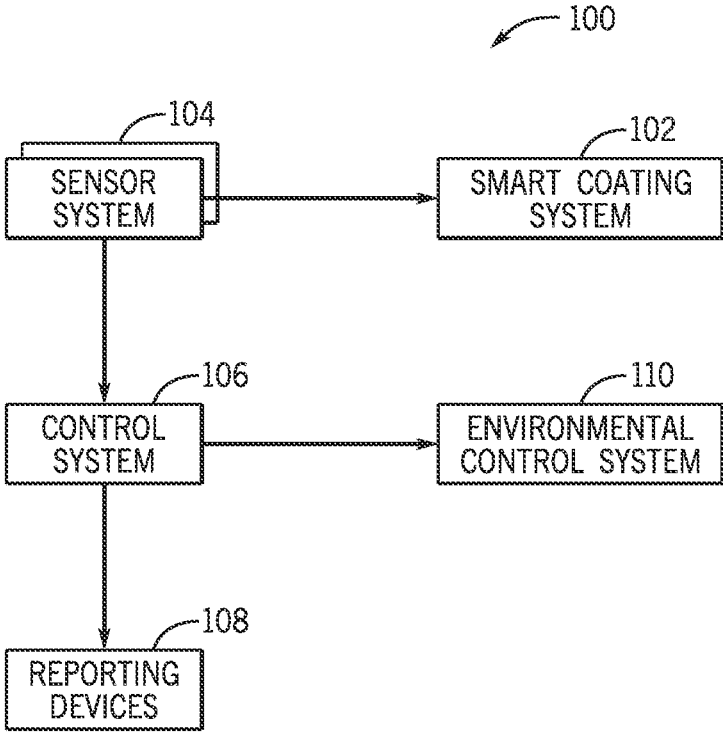 100
104
102
SENSOR
SYSTEM
SMART COATING
SYSTEM
106
110
CONTROL
SYSTEM
ENVIRONMENTAL
CONTROL SYSTEM
108
REPORTING
DEVICES